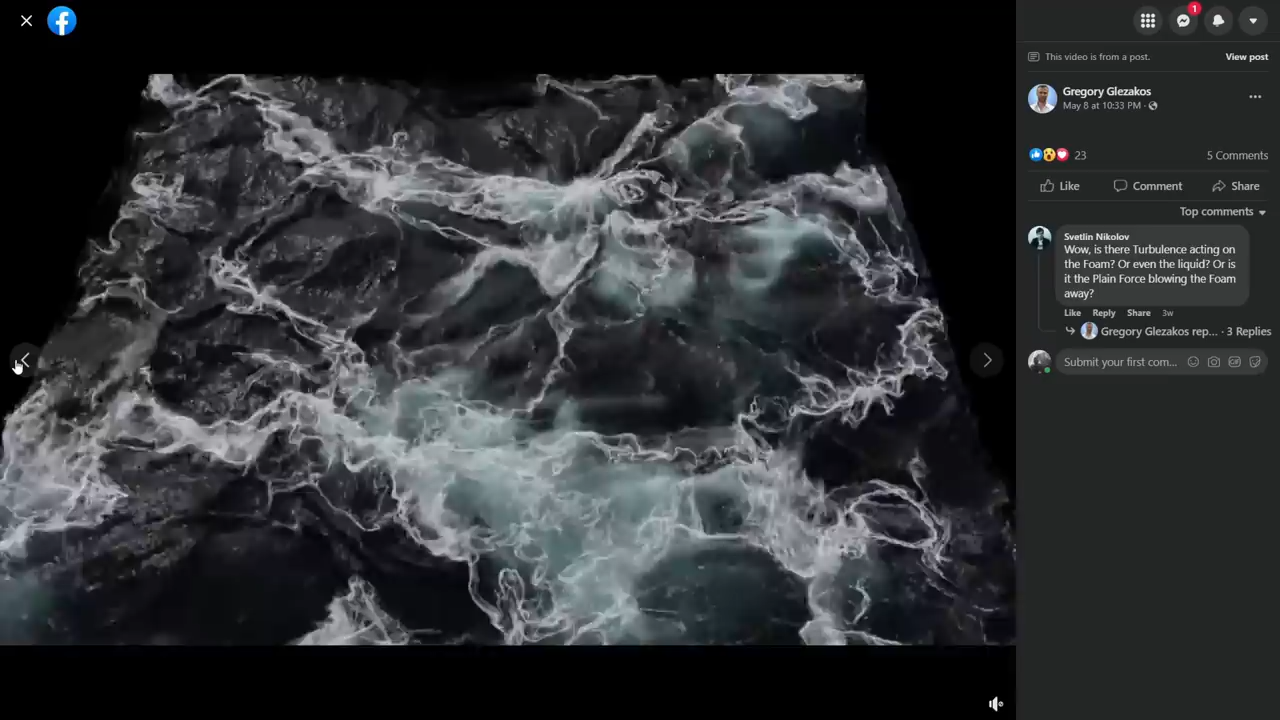 1
This video is from a post.
View post
Gregory Glezakos
May 8 at 10:33 PM ·
23
5 Comments
Like
Comment
Share
Top comments
Svetlin Nikolov
Wow, is there Turbulence acting on
the Foam? Or even the liquid? Or is
it the Plain Force blowing the Foam
away?
Like Reply Share 3w
Gregory Glezakos rep... · 3 Replies
Submit your first com...